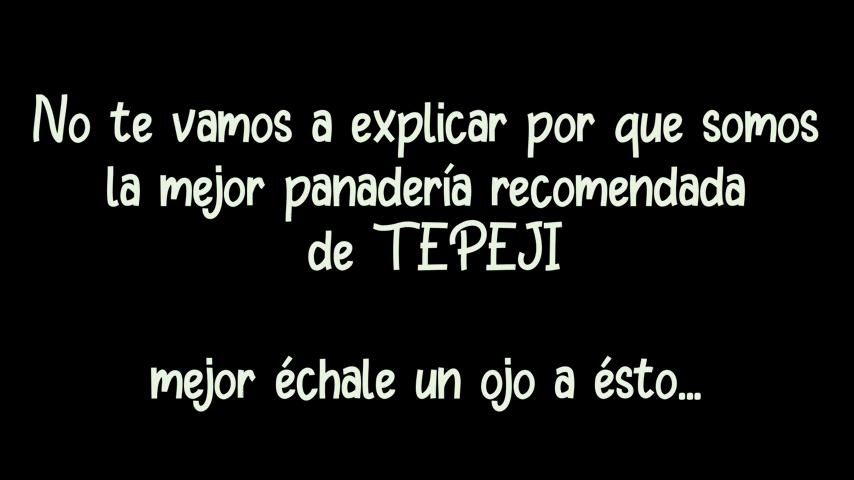 No te vamos a explicar por que somos
la mejor panadería recomendada
de TEPEJI
mejor échale un ojo a ésto...